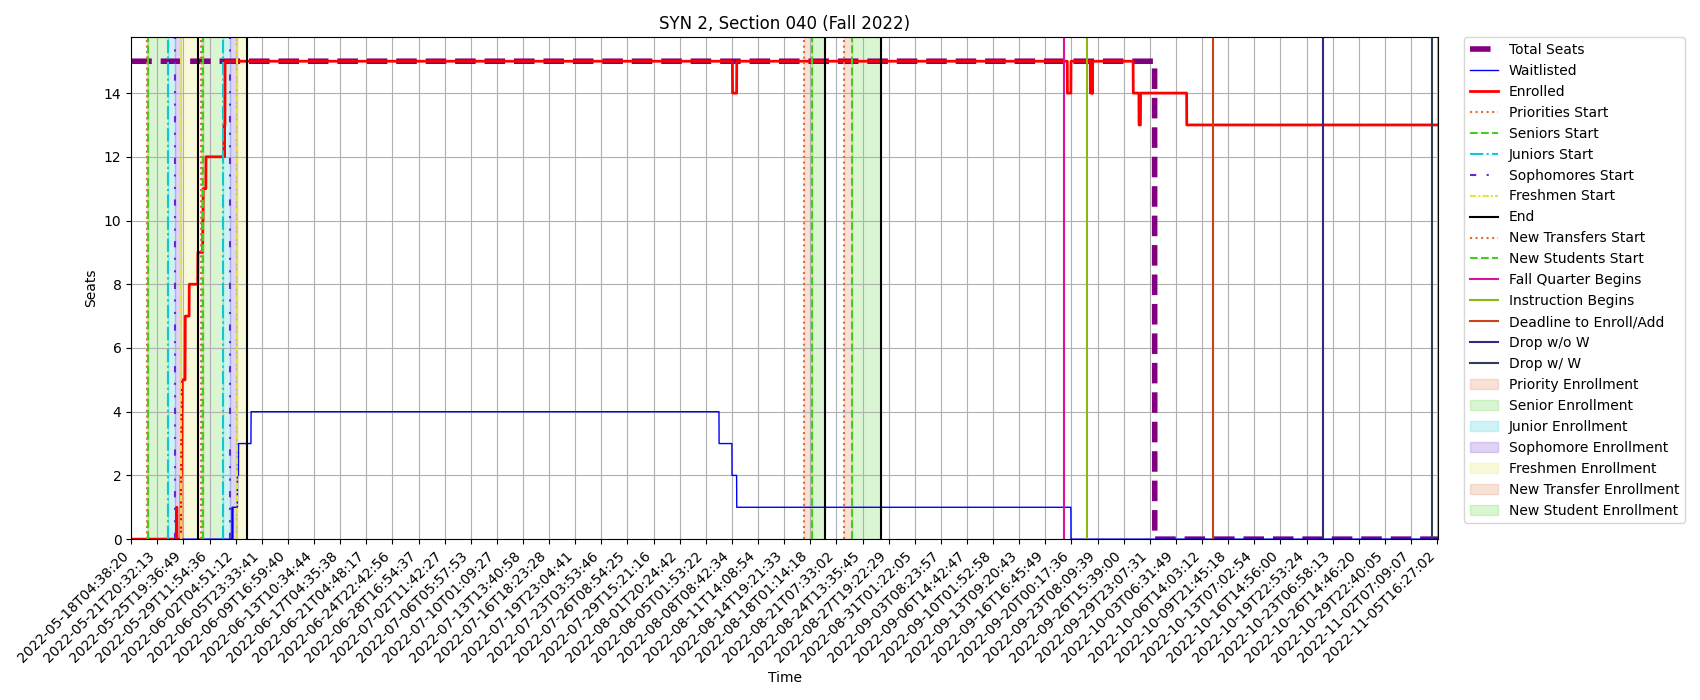 SYN 2, Section 040 (Fall 2022)
Seats
14
12
10
8
6
4
2
0
2022-05-18T04:38:20
2022-05-21T20:32:13
2022-05-25T19:36:49
2022-05-29T11:54:36
2022-06-02T04:51:12
2022-06-05T23:33:41
2022-06-09T16:59:40
2022-06-13T10:34:44
2022-06-17T04:35:38
2022-06-21T04:48:17
2022-06-24T22:42:56
2022-06-28T16:54:37
2022-07-02T11:42:27
2022-07-06T05:57:53
2022-07-10T01:09:27
2022-07-13T13:40:58
2022-07-16T18:23:28
2022-07-19T23:04:41
2022-07-23T03:53:46
2022-07-26T08:54:25
2022-07-29T15:21:16
2022-08-01T20:24:42
2022-08-05T01:53:22
2022-08-08T08:42:34
2022-08-11T14:08:54
2022-08-14T19:21:33
2022-08-18T01:14:18
2022-08-21T07:33:02
2022-08-24T13:35:45
2022-08-27T19:22:29
2022-08-31T01:22:05
2022-09-03T08:23:57
2022-09-06T14:42:47
2022-09-10T01:52:58
2022-09-13T09:20:43
2022-09-16T16:45:49
2022-09-20T00:17:36
2022-09-23T08:09:39
2022-09-26T15:39:00
2022-09-29T23:07:31
2022-10-03T06:31:49
2022-10-06T14:03:12
2022-10-09T21:45:18
2022-10-13T07:02:54
2022-10-16T14:56:00
2022-10-19T22:53:24
2022-10-23T06:58:13
2022-10-26T14:46:20
2022-10-29T22:40:05
2022-11-02T07:09:07
2022-11-05T16:27:02
Time
Total Seats
Waitlisted
Enrolled
Priorities Start
Seniors Start
Juniors Start
Sophomores Start
Freshmen Start
End
New Transfers Start
New Students Start
Fall Quarter Begins
Instruction Begins
Deadline to Enroll/Add
Drop w/o W
Drop w/ W
Priority Enrollment
Senior Enrollment
Junior Enrollment
Sophomore Enrollment
Freshmen Enrollment
New Transfer Enrollment
New Student Enrollment